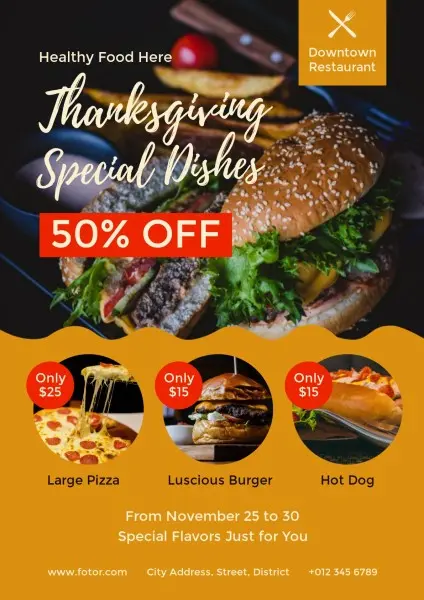 Downtown
Restaurant
Healthy Food Here
Thanksgiving
Special Dishes
50% OFF
Only
$25
Only
$15
Only
$15
Large Pizza
Luscious Burger
Hot Dog
From November 25 to 30
Special Flavors Just for You
www.fotor.com City Address, Street, District +012 345 6789